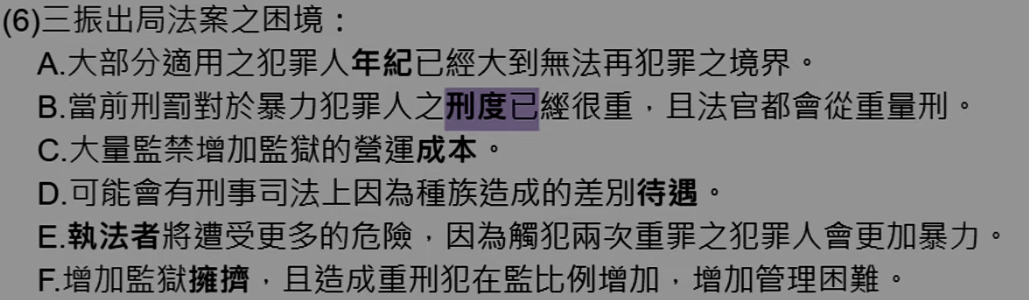 (6)三振出局法案之困境：
A.大部分適用之犯罪人年紀已經大到無法再犯罪之境界。
B.當前刑罰對於暴力犯罪人之刑度已經很重，且法官都會從重量刑。
C.大量監禁增加監獄的營運成本。
D.可能會有刑事司法上因為種族造成的差別待遇。
E.執法者將遭受更多的危險，因為觸犯兩次重罪之犯罪人會更加暴力。
F.增加監獄擁擠，且造成重刑犯在監比例增加，增加管理困難。